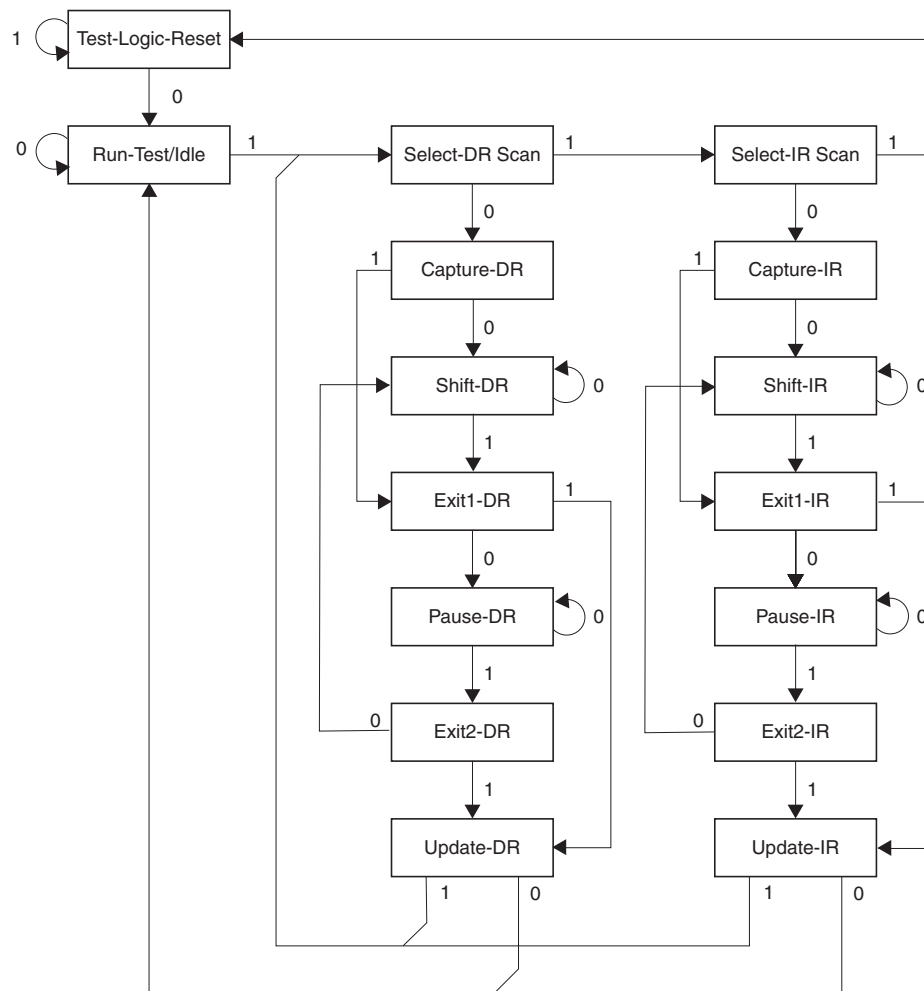 1 Test-Logic-Reset
0
0 Run-Test/Idle 1 Select-DR Scan 1 Select-IR Scan 1
0 0
1 Capture-DR 1 Capture-IR
0 0
Shift-DR 0 Shift-IR 0
1 1
Exit1-DR 1 Exit1-IR 1
0 0
Pause-DR 0 Pause-IR 0
1 1
0 Exit2-DR 0 Exit2-IR
1 1
Update-DR Update-IR
1 0 1 0